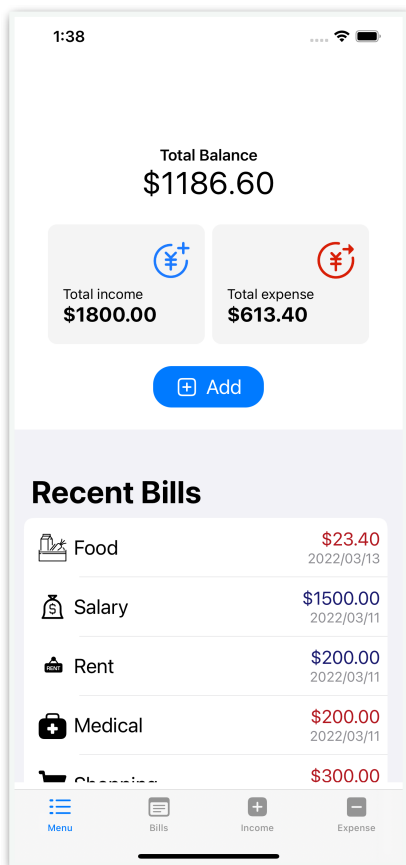 1:38
Total Balance
$1186.60
Total income
$1800.00
Total expense
$613.40
Add
Recent Bills
Food
$23.40
2022/03/13
Salary
$1500.00
2022/03/11
RENT
Rent
$200.00
2022/03/11
Medical
$200.00
2022/03/11
Shopping
$300.00
Menu
Bills
Income
Expense